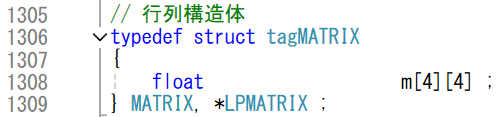 1305 // 行列構造体
1306 typedef struct tagMATRIX
1307 {
1308 float m[4][4] ;
1309 } MATRIX, *LPMATRIX ;